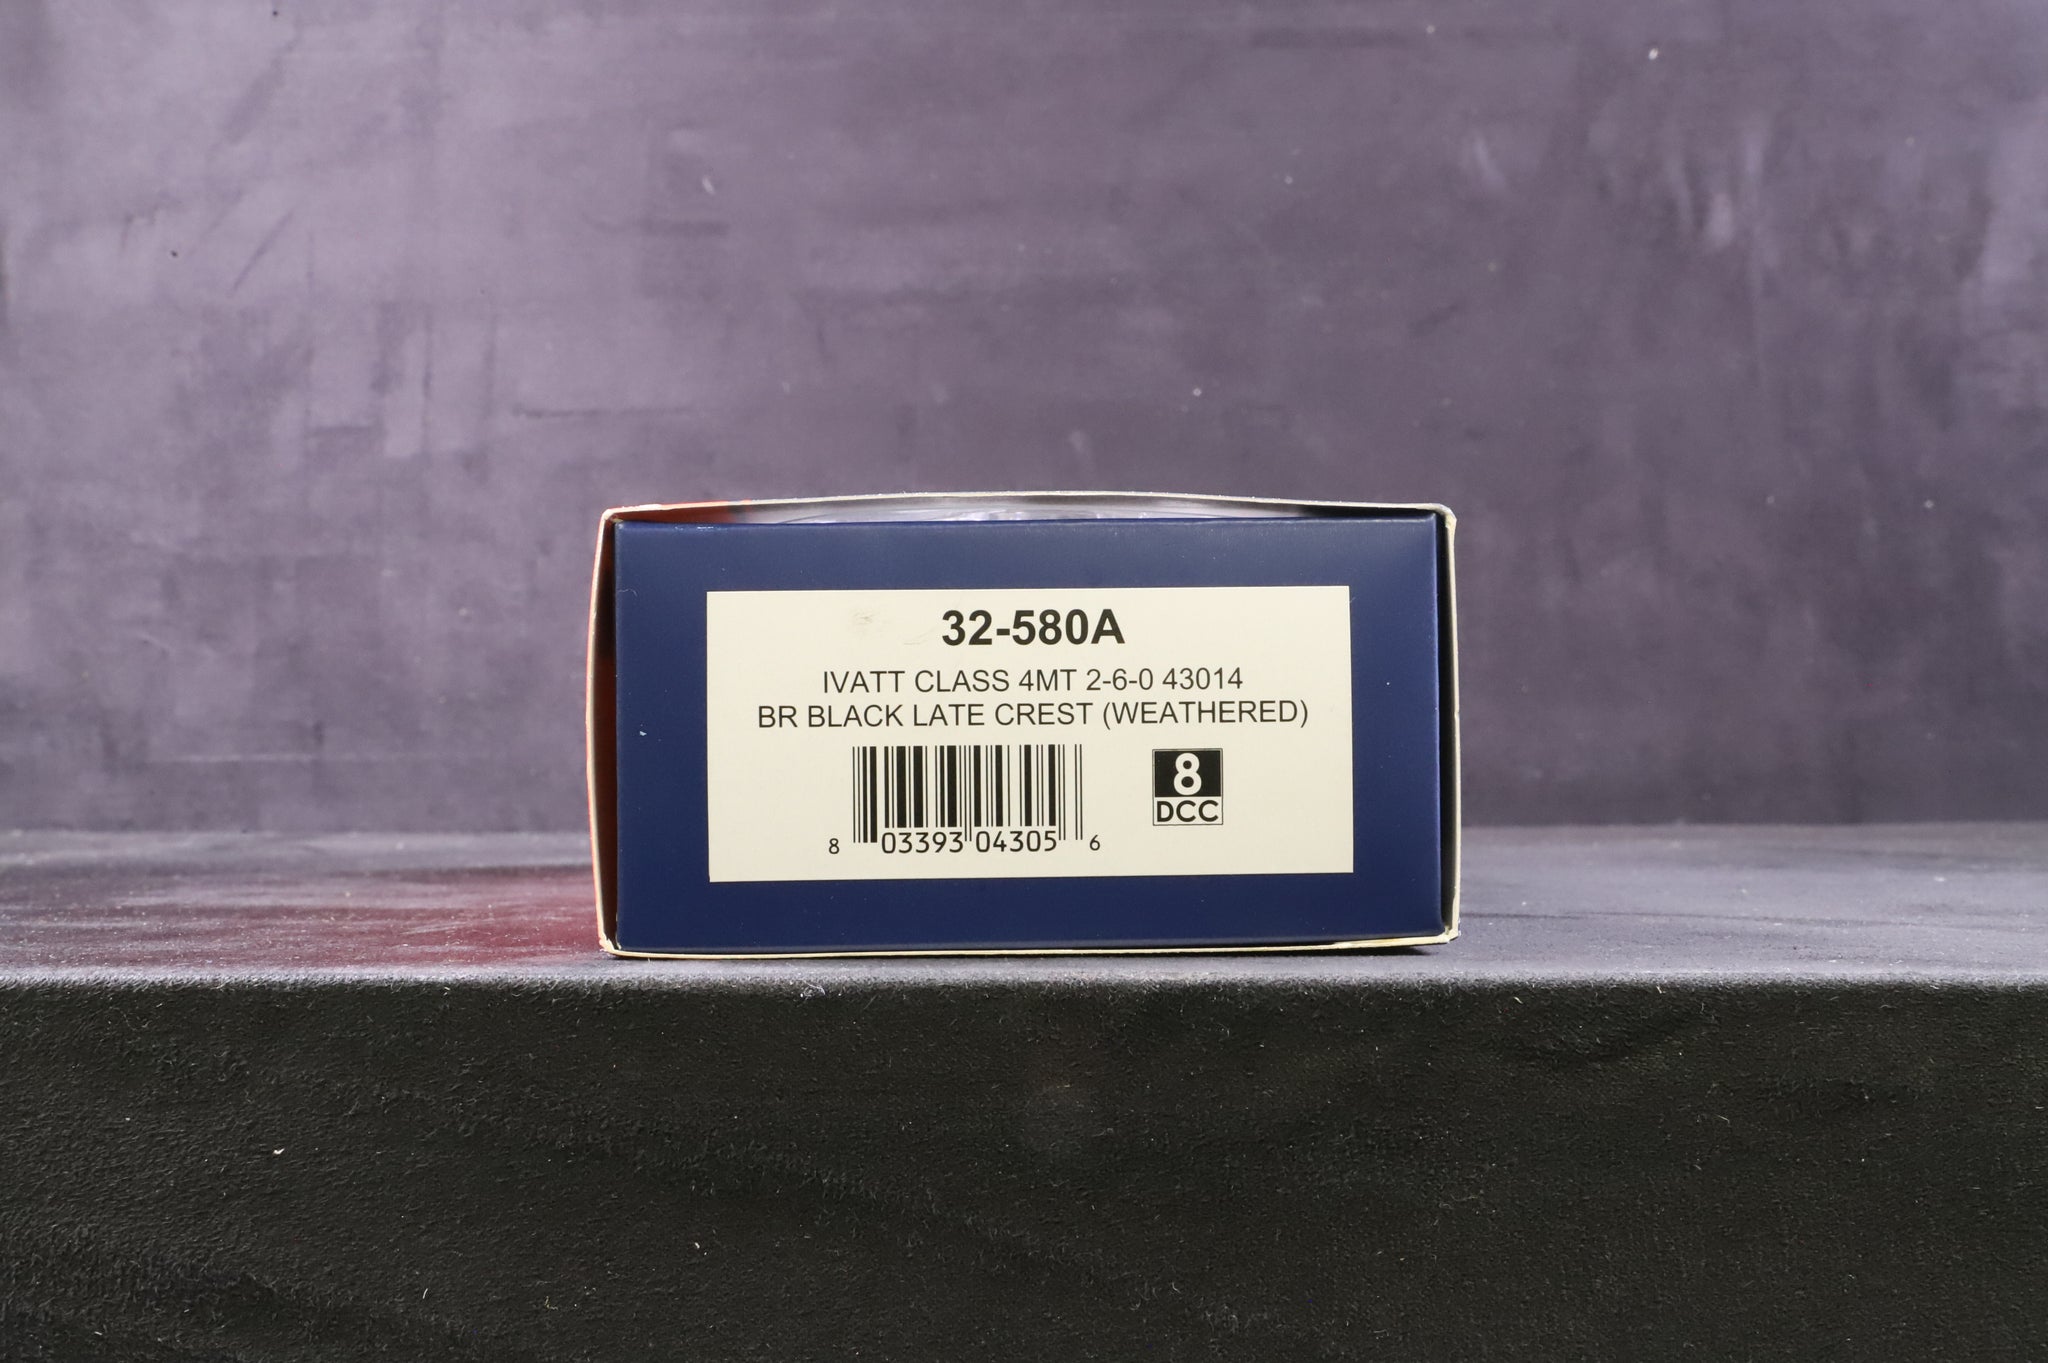 32-580A
IVATT CLASS 4MT 2-6-0 43014
BR BLACK LATE CREST (WEATHERED)
8 03393 04305 6
8
DCC